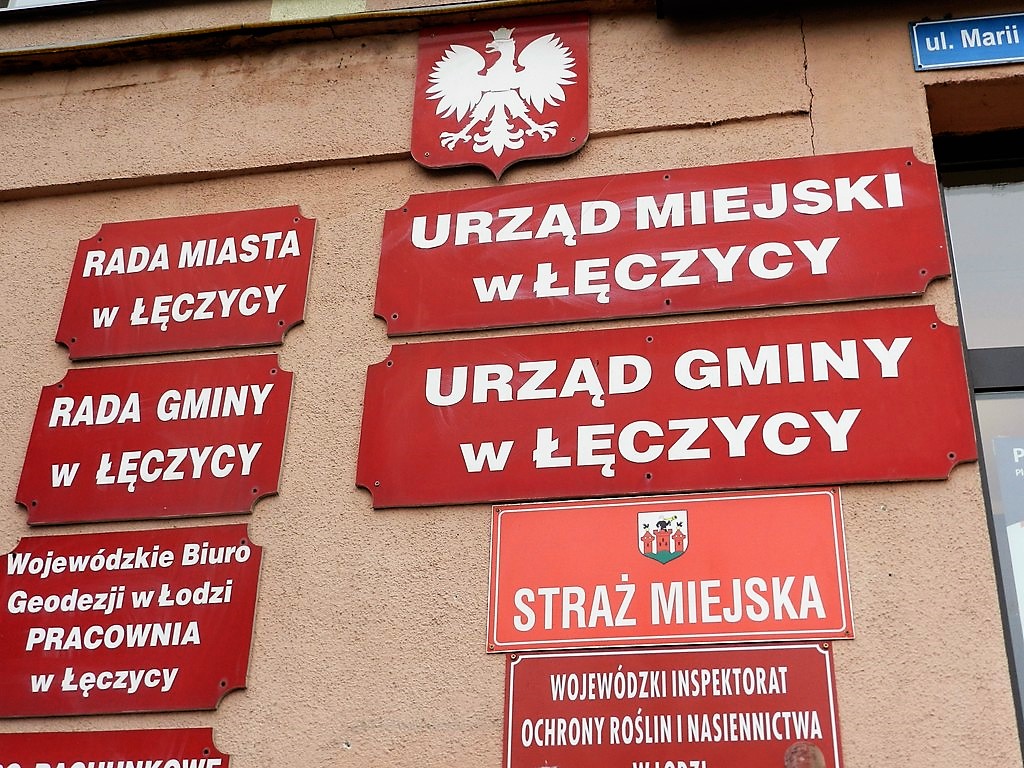 ul. Marii
RADA MIASTA
w ŁĘCZYCY
URZĄD MIEJSKI
w ŁĘCZYCY
RADA GMINY
w ŁĘCZYCY
URZĄD GMINY
w ŁĘCZYCY
Wojewódzkie Biuro
Geodezji w Łodzi
PRACOWNIA
w Łęczycy
STRAŻ MIEJSKA
WOJEWÓDZKI INSPEKTORAT
OCHRONY ROŚLIN I NASIENNICTWA
W ŁODZI